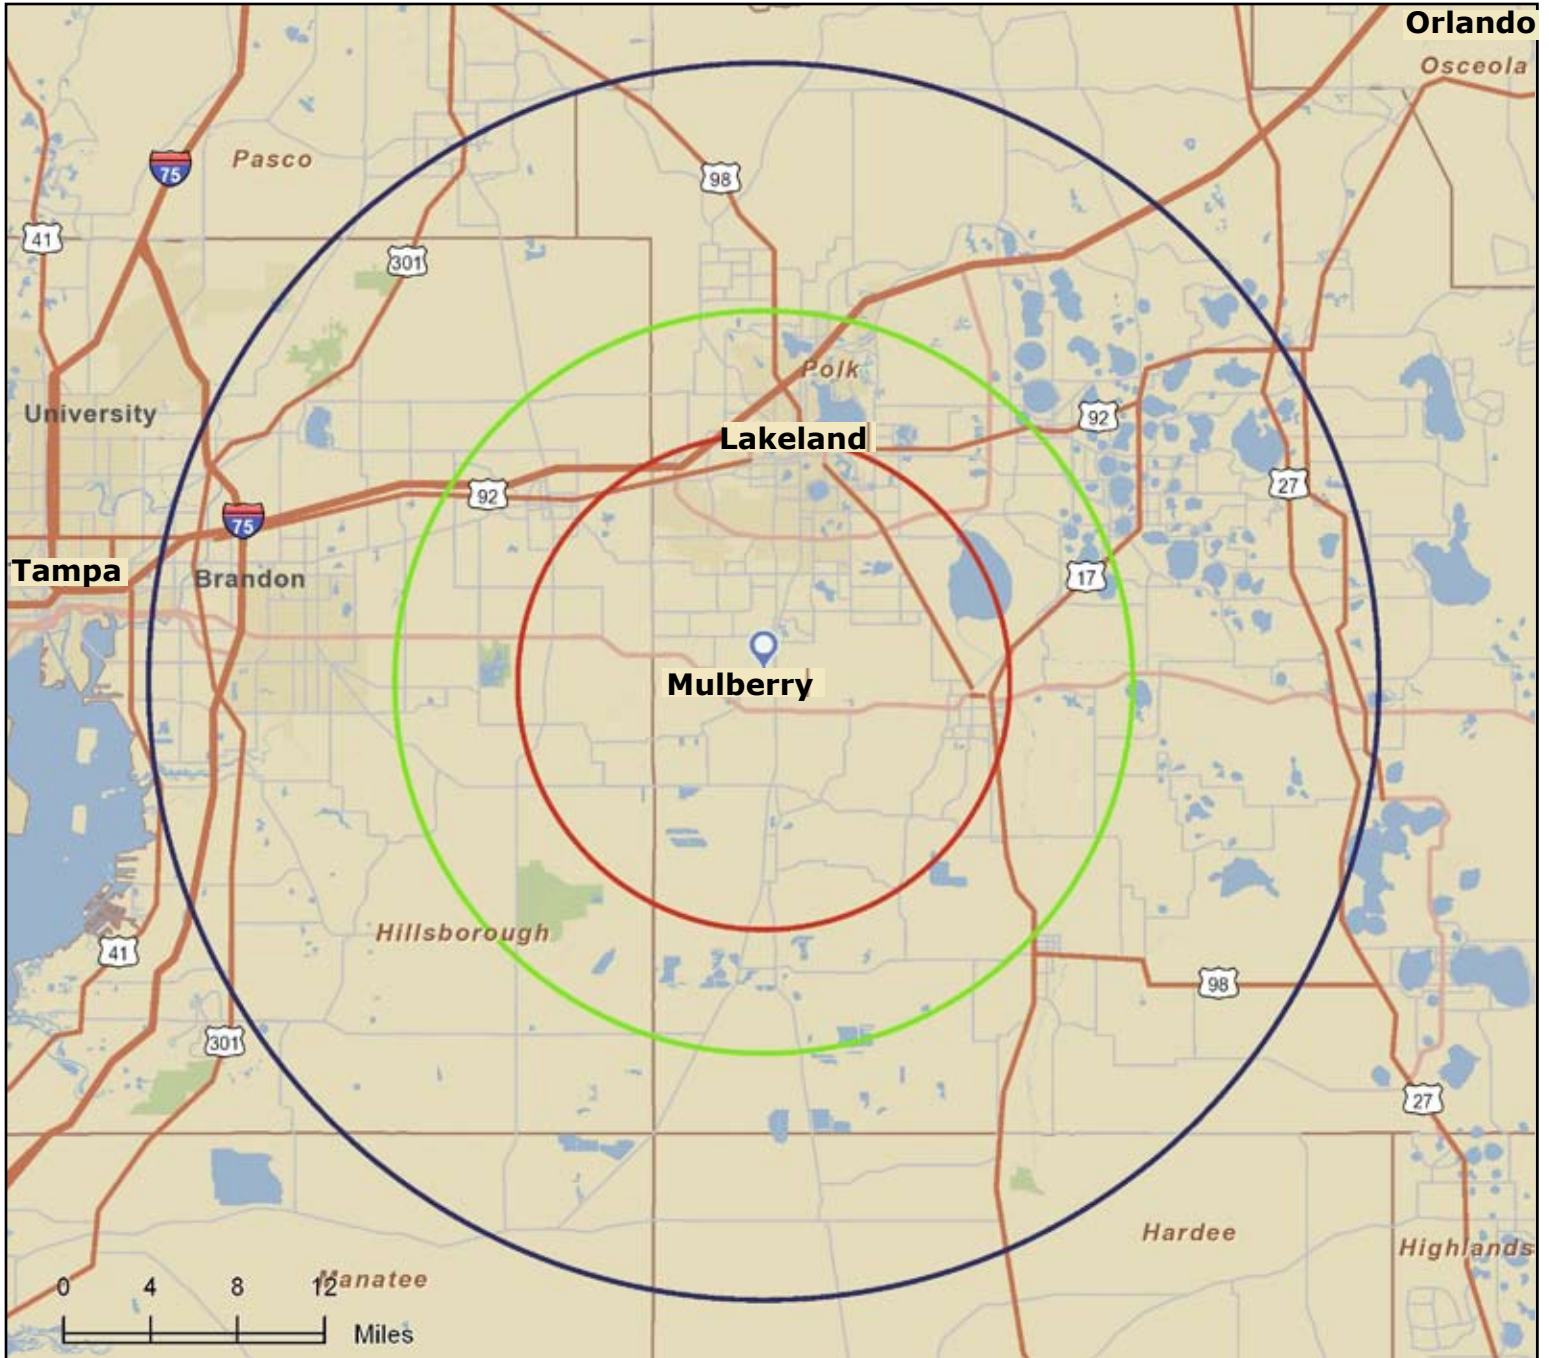 Orlando
Osceola
Pasco
75
98
41
301
Polk
University
92
Lakeland
92
27
75
Tampa
Brandon
17
Mulberry
Hillsborough
41
98
301
27
Hardee
Highlands
0 4 8 12
Manatee
Miles